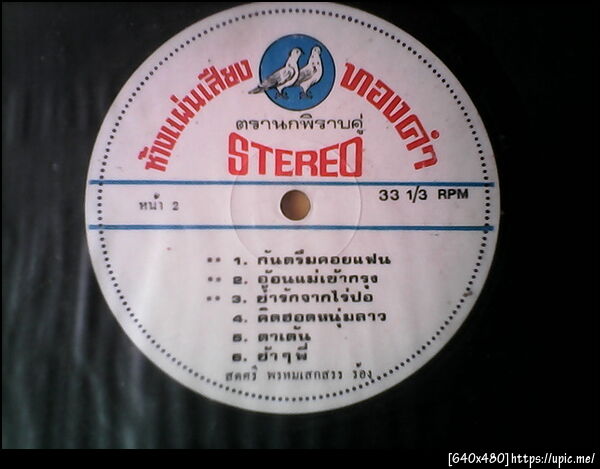 ห้างแผ่นเสียง ทองคำ
ตรานกพิราบคู่
STEREO
หน้า 2
33 1/3 RPM
** 1. กันตรึมคอยแฟน
** 2. อู้อนแม่เข้ากรุง
** 3. ช้ำรักจากไร่ปอ
4. คิดฮอดหนุ่มลาว
5. ตาเต้น
6. ย้าๆพี่
สดศรี พรหมเสกสรร ร้อง
[640x480]https://upic.me/